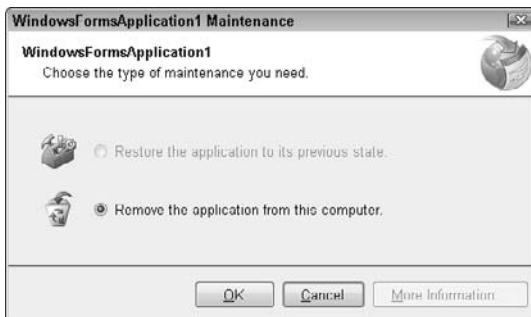 WindowsFormsApplication1 Maintenance
WindowsFormsApplication1
Choose the type of maintenance you need.
Restore the application to its previous state.
Remove the application from this computer.
OK
Cancel
More Information